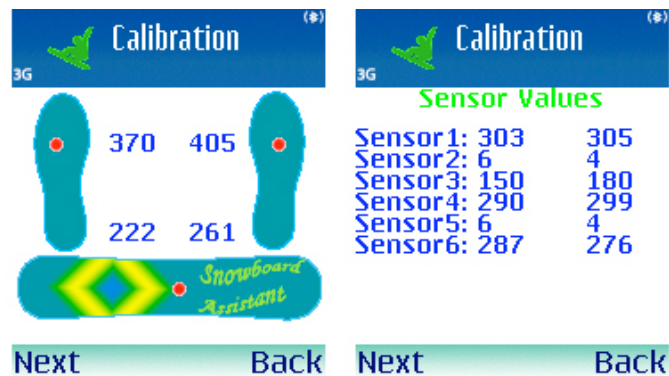 Calibration
3G
370 405
222 261
Snowboard
Assistant
Next Back
Calibration
3G
Sensor Values
Sensor1: 303 305
Sensor2: 6 4
Sensor3: 150 180
Sensor4: 290 299
Sensor5: 6 4
Sensor6: 287 276
Next Back